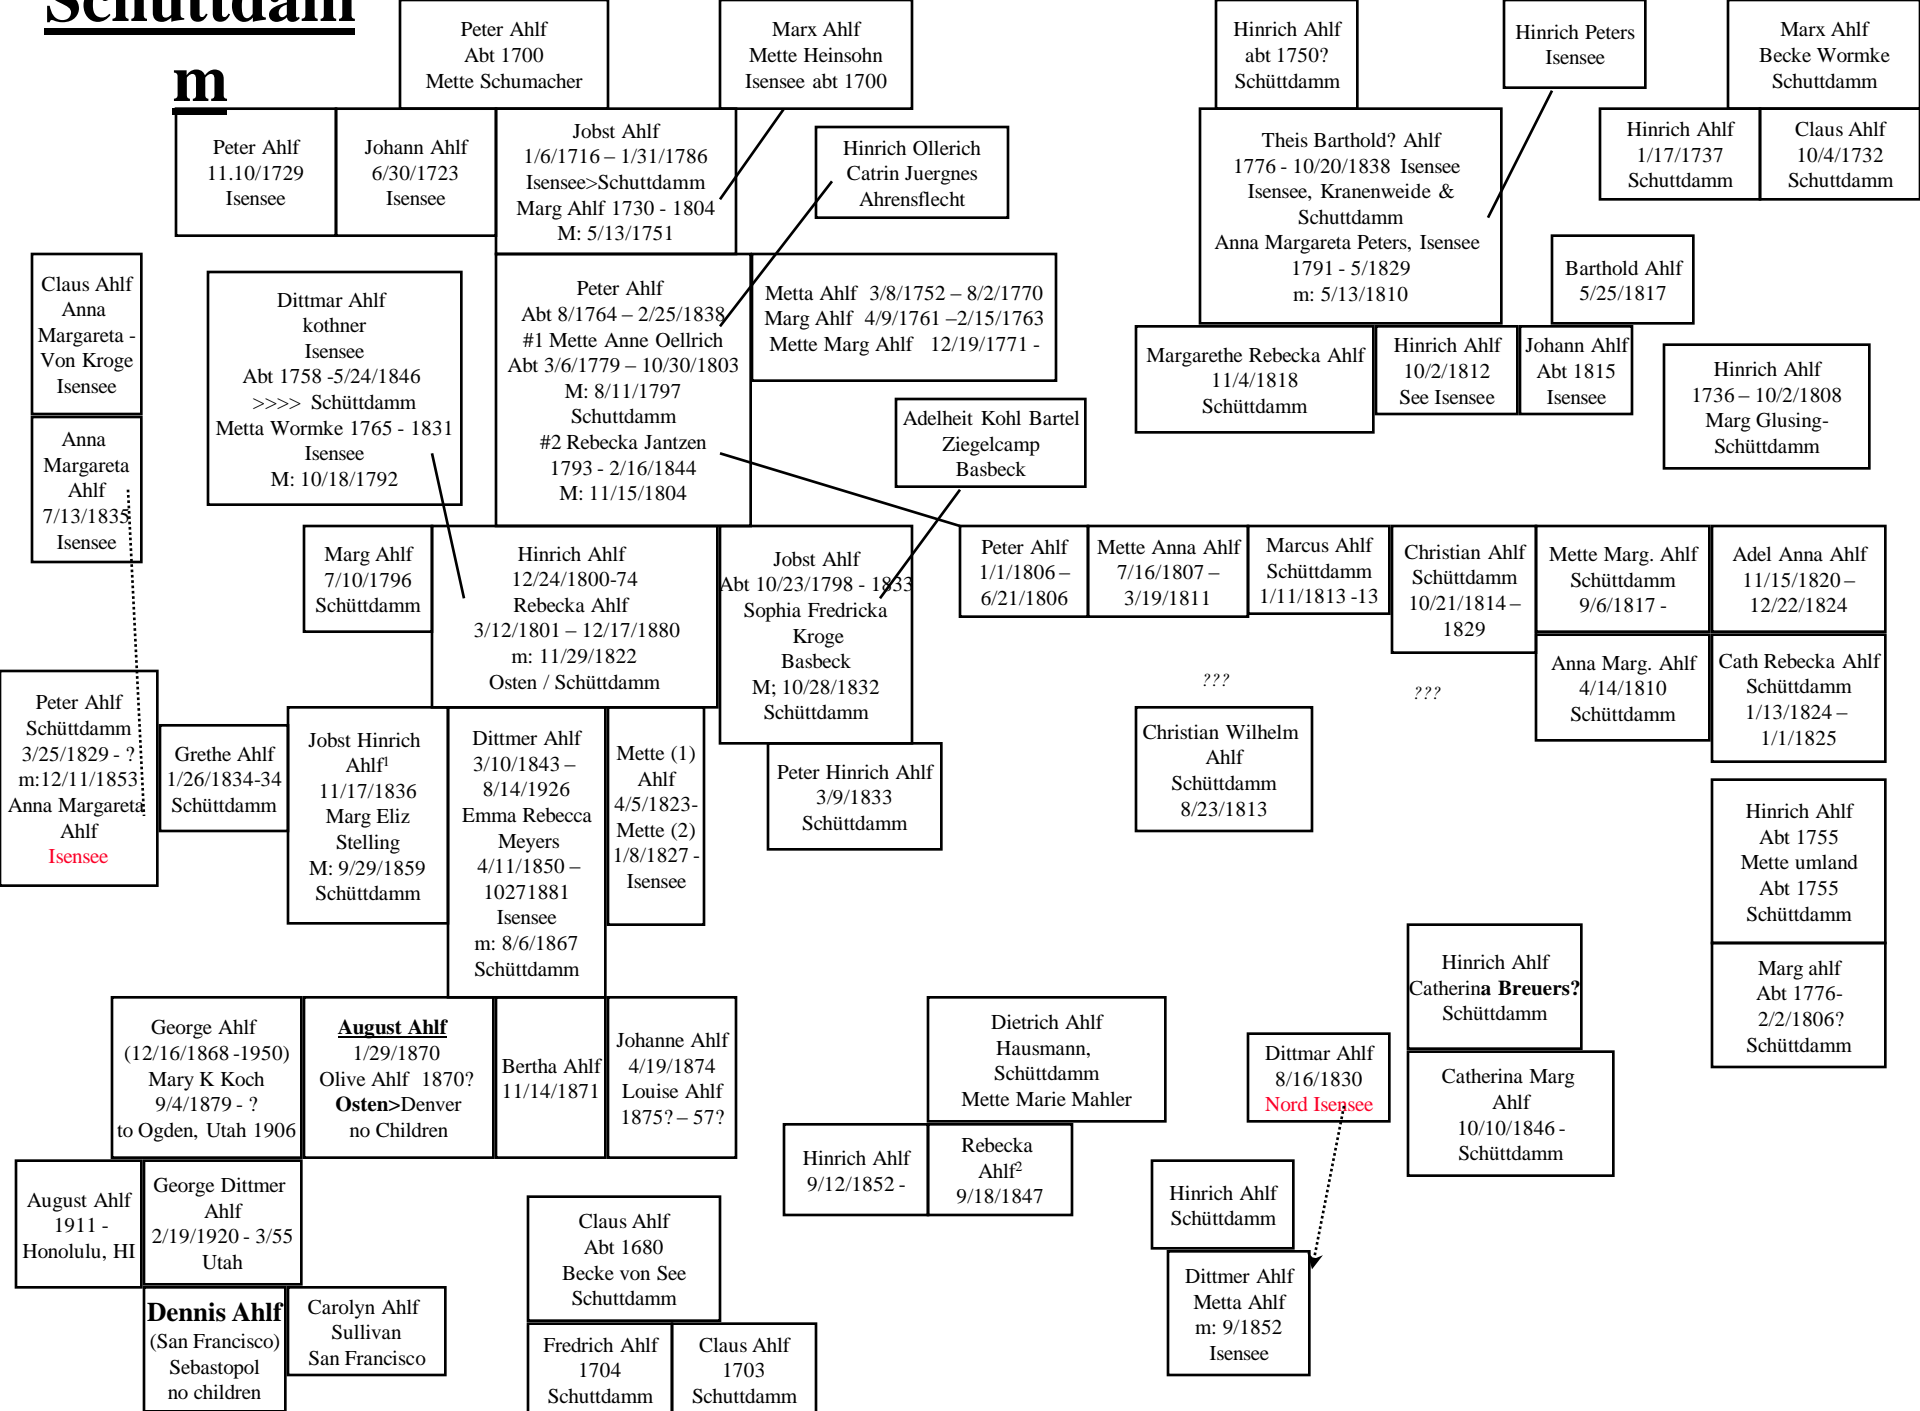 Schuttdam
m
Peter Ahlf
Abt 1700
Mette Schumacher
Marx Ahlf
Mette Heinsohn
Isensee abt 1700
Hinrich Ahlf
abt 1750?
Schüttdamm
Hinrich Peters
Isensee
Marx Ahlf
Becke Wormke
Schuttdamm
Peter Ahlf
11.10/1729
Isensee
Johann Ahlf
6/30/1723
Isensee
Jobst Ahlf
1/6/1716 – 1/31/1786
Isensee>Schuttdamm
Marg Ahlf 1730 - 1804
M: 5/13/1751
Hinrich Ollerich
Catrin Juergnes
Ahrensflecht
Theis Barthold? Ahlf
1776 - 10/20/1838 Isensee
Isensee, Kranenweide &
Schuttdamm
Anna Margareta Peters, Isensee
1791 - 5/1829
m: 5/13/1810
Hinrich Ahlf
1/17/1737
Schuttdamm
Claus Ahlf
10/4/1732
Schuttdamm
Claus Ahlf
Anna
Margareta -
Von Kroge
Isensee
Dittmar Ahlf
kothner
Isensee
Abt 1758 -5/24/1846
>>>> Schüttdamm
Metta Wormke 1765 - 1831
Isensee
M: 10/18/1792
Peter Ahlf
Abt 8/1764 – 2/25/1838
#1 Mette Anne Oellrich
Abt 3/6/1779 – 10/30/1803
M: 8/11/1797
Schuttdamm
#2 Rebecka Jantzen
1793 - 2/16/1844
M: 11/15/1804
Metta Ahlf 3/8/1752 – 8/2/1770
Marg Ahlf 4/9/1761 –2/15/1763
Mette Marg Ahlf 12/19/1771 -
Barthold Ahlf
5/25/1817
Margarethe Rebecka Ahlf
11/4/1818
Schüttdamm
Hinrich Ahlf
10/2/1812
See Isensee
Johann Ahlf
Abt 1815
Isensee
Hinrich Ahlf
1736 – 10/2/1808
Marg Glusing-
Schüttdamm
Anna
Margareta
Ahlf
7/13/1835
Isensee
Adelheit Kohl Bartel
Ziegelcamp
Basbeck
Marg Ahlf
7/10/1796
Schüttdamm
Hinrich Ahlf
12/24/1800-74
Rebecka Ahlf
3/12/1801 – 12/17/1880
m: 11/29/1822
Osten / Schüttdamm
Jobst Ahlf
Abt 10/23/1798 - 1833
Sophia Fredricka
Kroge
Basbeck
M; 10/28/1832
Schüttdamm
Peter Ahlf
1/1/1806 –
6/21/1806
Mette Anna Ahlf
7/16/1807 –
3/19/1811
Marcus Ahlf
Schüttdamm
1/11/1813 -13
Christian Ahlf
Schüttdamm
10/21/1814 –
1829
Mette Marg. Ahlf
Schüttdamm
9/6/1817 -
Adel Anna Ahlf
11/15/1820 –
12/22/1824
Anna Marg. Ahlf
4/14/1810
Schüttdamm
Cath Rebecka Ahlf
Schüttdamm
1/13/1824 –
1/1/1825
???
???
Peter Ahlf
Schüttdamm
3/25/1829 - ?
m:12/11/1853
Anna Margareta
Ahlf
Isensee
Grethe Ahlf
1/26/1834-34
Schüttdamm
Jobst Hinrich
Ahlf1
11/17/1836
Marg Eliz
Stelling
M: 9/29/1859
Schüttdamm
Dittmer Ahlf
3/10/1843 –
8/14/1926
Emma Rebecca
Meyers
4/11/1850 –
10271881
Isensee
m: 8/6/1867
Schüttdamm
Mette (1)
Ahlf
4/5/1823-
Mette (2)
1/8/1827 -
Isensee
Peter Hinrich Ahlf
3/9/1833
Schüttdamm
Christian Wilhelm
Ahlf
Schüttdamm
8/23/1813
Hinrich Ahlf
Abt 1755
Mette umland
Abt 1755
Schüttdamm
Marg ahlf
Abt 1776-
2/2/1806?
Schüttdamm
Hinrich Ahlf
Catherina Breuers?
Schüttdamm
Catherina Marg
Ahlf
10/10/1846 -
Schüttdamm
George Ahlf
(12/16/1868 -1950)
Mary K Koch
9/4/1879 - ?
to Ogden, Utah 1906
August Ahlf
1/29/1870
Olive Ahlf 1870?
Osten>Denver
no Children
Bertha Ahlf
11/14/1871
Johanne Ahlf
4/19/1874
Louise Ahlf
1875? – 57?
Dietrich Ahlf
Hausmann,
Schüttdamm
Mette Marie Mahler
Dittmar Ahlf
8/16/1830
Nord Isensee
Hinrich Ahlf
9/12/1852 -
Rebecka
Ahlf2
9/18/1847
Hinrich Ahlf
Schüttdamm
Dittmer Ahlf
Metta Ahlf
m: 9/1852
Isensee
August Ahlf
1911 -
Honolulu, HI
George Dittmer
Ahlf
2/19/1920 - 3/55
Utah
Dennis Ahlf
(San Francisco)
Sebastopol
no children
Carolyn Ahlf
Sullivan
San Francisco
Claus Ahlf
Abt 1680
Becke von See
Schuttdamm
Fredrich Ahlf
1704
Schuttdamm
Claus Ahlf
1703
Schuttdamm